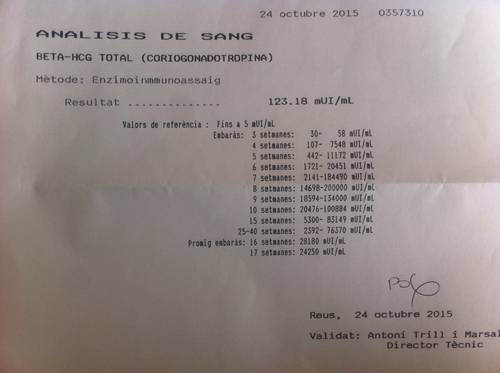 24 octubre 2015 0357310
ANALISIS DE SANG
BETA-HCG TOTAL (CORIOGONADOTROPINA)
Mètode: Enzimoinmmunoassaig
Resultat .............. 123.18 mUI/mL
Valors de referència : Fins a 5 mUI/mL
Embaràs: 3 setmanes: 30- 58 mUI/mL
4 setmanes: 107- 7548 mUI/mL
5 setmanes: 442- 11172 mUI/mL
6 setmanes: 1721- 20451 mUI/mL
7 setmanes: 2141-184490 mUI/mL
8 setmanes: 14698-200000 mUI/mL
9 setmanes: 18594-134000 mUI/mL
10 setmanes: 20476-100884 mUI/mL
15 setmanes: 5300- 83149 mUI/mL
25-40 setmanes: 2392- 76370 mUI/mL
Promig embaràs: 16 setmanes: 28180 mUI/mL
17 setmanes: 24250 mUI/mL
Reus, 24 octubre 2015
Validat: Antoni Trill i Marsal
Director Tècnic